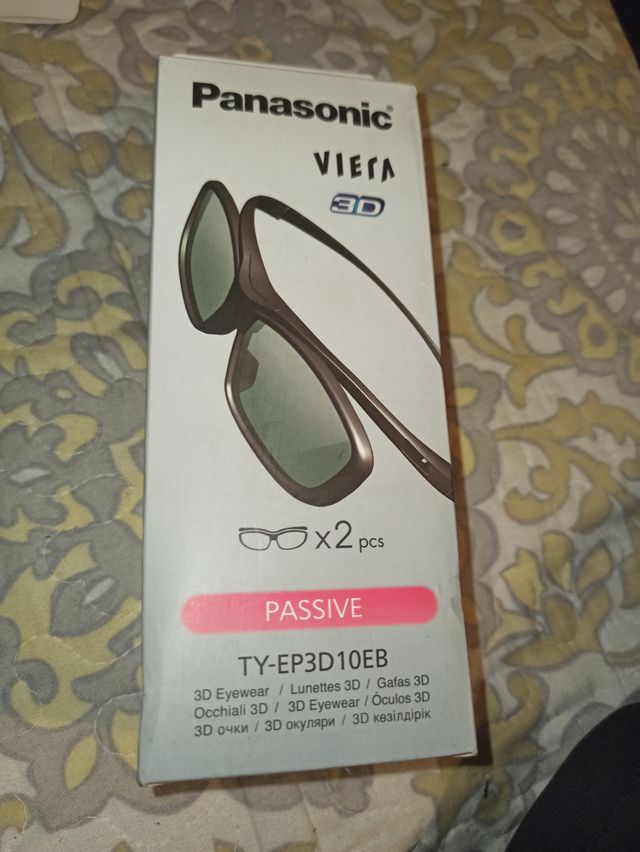 Panasonic®
VIERA
3D
x2 pcs
PASSIVE
TY-EP3D10EB
3D Eyewear / Lunettes 3D / Gafas 3D
Occhiali 3D / 3D Eyewear / Óculos 3D
3D очки / 3D окуляри / 3D көзілдірік